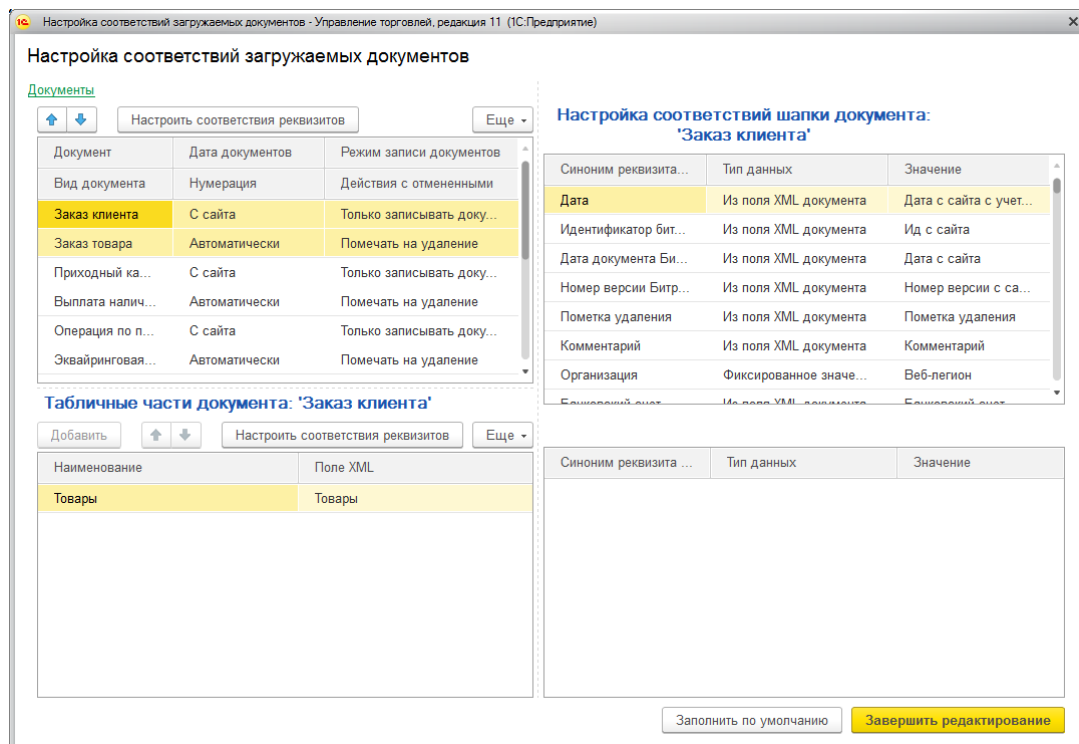 Настройка соответствий загружаемых документов - Управление торговлей, редакция 11 (1С:Предприятие)
Настройка соответствий загружаемых документов
Документы
Настроить соответствия реквизитов Еще
Документ Дата документов Режим записи документов
Вид документа Нумерация Действия с отмененными
Заказ клиента С сайта Только записывать доку...
Заказ товара Автоматически Помечать на удаление
Приходный ка... С сайта Только записывать доку...
Выплата налич... Автоматически Помечать на удаление
Операция по п... С сайта Только записывать доку...
Эквайринговая... Автоматически Помечать на удаление
Настройка соответствий шапки документа:
'Заказ клиента'
Синоним реквизита... Тип данных Значение
Дата Из поля XML документа Дата с сайта с учет...
Идентификатор бит... Из поля XML документа Ид с сайта
Дата документа Би... Из поля XML документа Дата с сайта
Номер версии Битр... Из поля XML документа Номер версии с са...
Пометка удаления Из поля XML документа Пометка удаления
Комментарий Из поля XML документа Комментарий
Организация Фиксированное значе... Веб-легион
Банковский счет Из поля XML документа Банковский счет
Табличные части документа: 'Заказ клиента'
Добавить Настроить соответствия реквизитов Еще
Наименование Поле XML
Товары Товары
Синоним реквизита ... Тип данных Значение
Заполнить по умолчанию Завершить редактирование